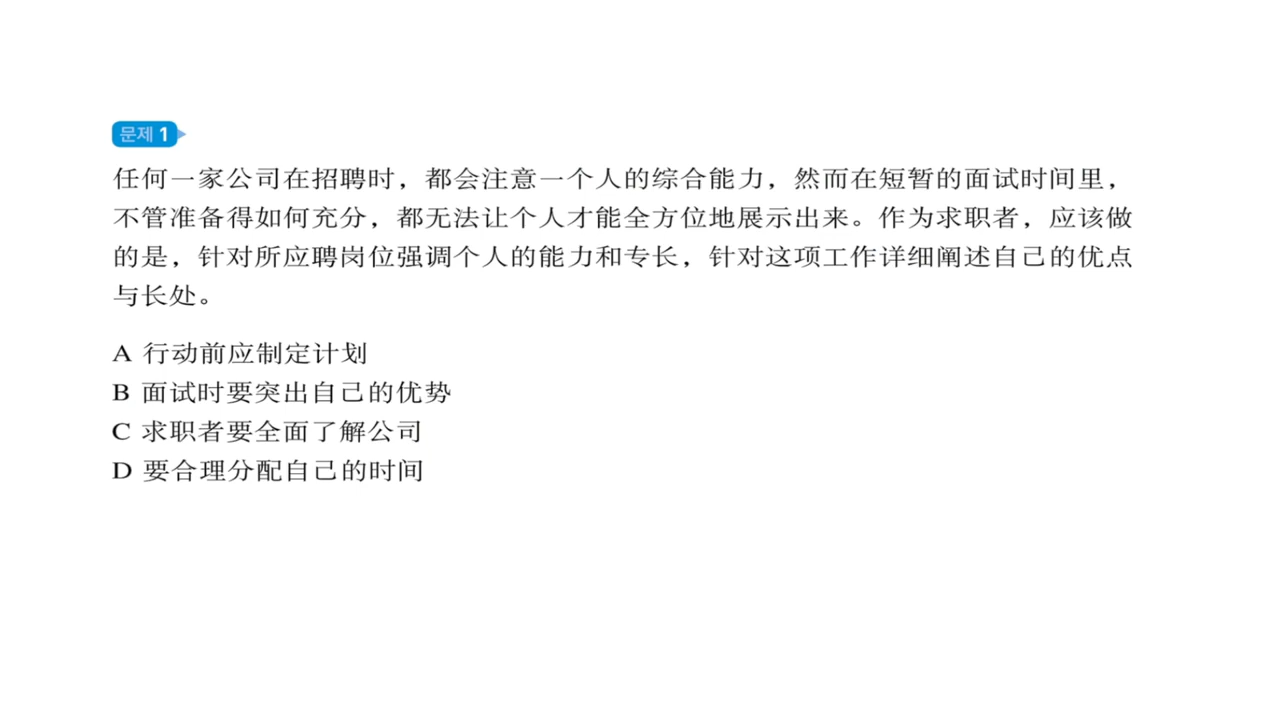 문제 1
任何一家公司在招聘时，都会注意一个人的综合能力，然而在短暂的面试时间里，
不管准备得如何充分，都无法让个人才能全方位地展示出来。作为求职者，应该做
的是，针对所应聘岗位强调个人的能力和专长，针对这项工作详细阐述自己的优点
与长处。
A 行动前应制定计划
B 面试时要突出自己的优势
C 求职者要全面了解公司
D 要合理分配自己的时间